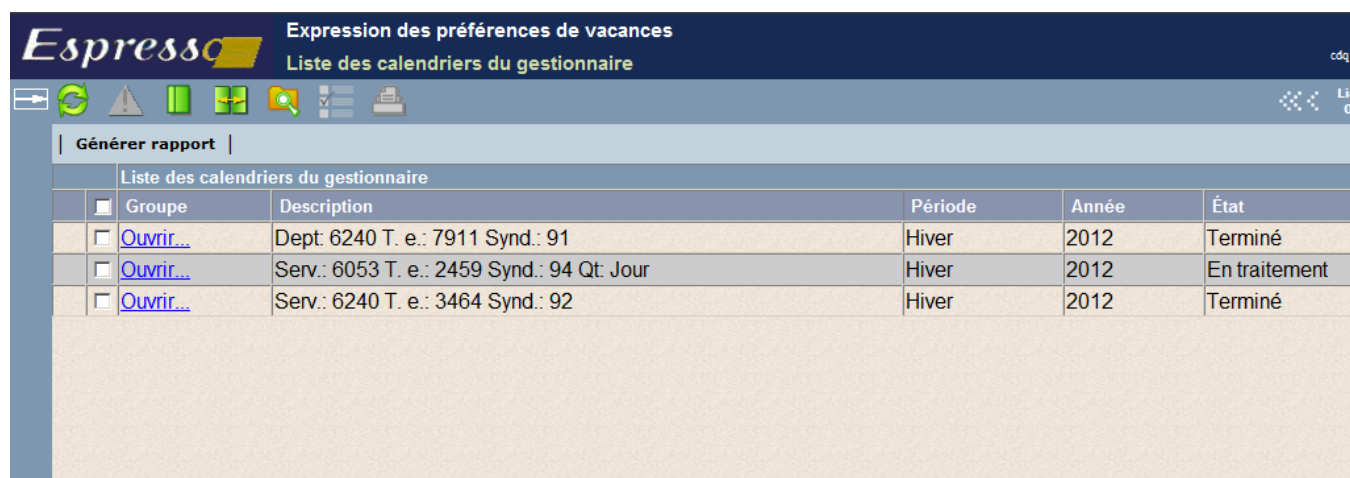 Espresso
Expression des préférences de vacances
Liste des calendriers du gestionnaire
cdq
| Générer rapport |
Liste des calendriers du gestionnaire
Groupe Description Période Année État
Ouvrir... Dept: 6240 T. e.: 7911 Synd.: 91 Hiver 2012 Terminé
Ouvrir... Serv.: 6053 T. e.: 2459 Synd.: 94 Qt: Jour Hiver 2012 En traitement
Ouvrir... Serv.: 6240 T. e.: 3464 Synd.: 92 Hiver 2012 Terminé